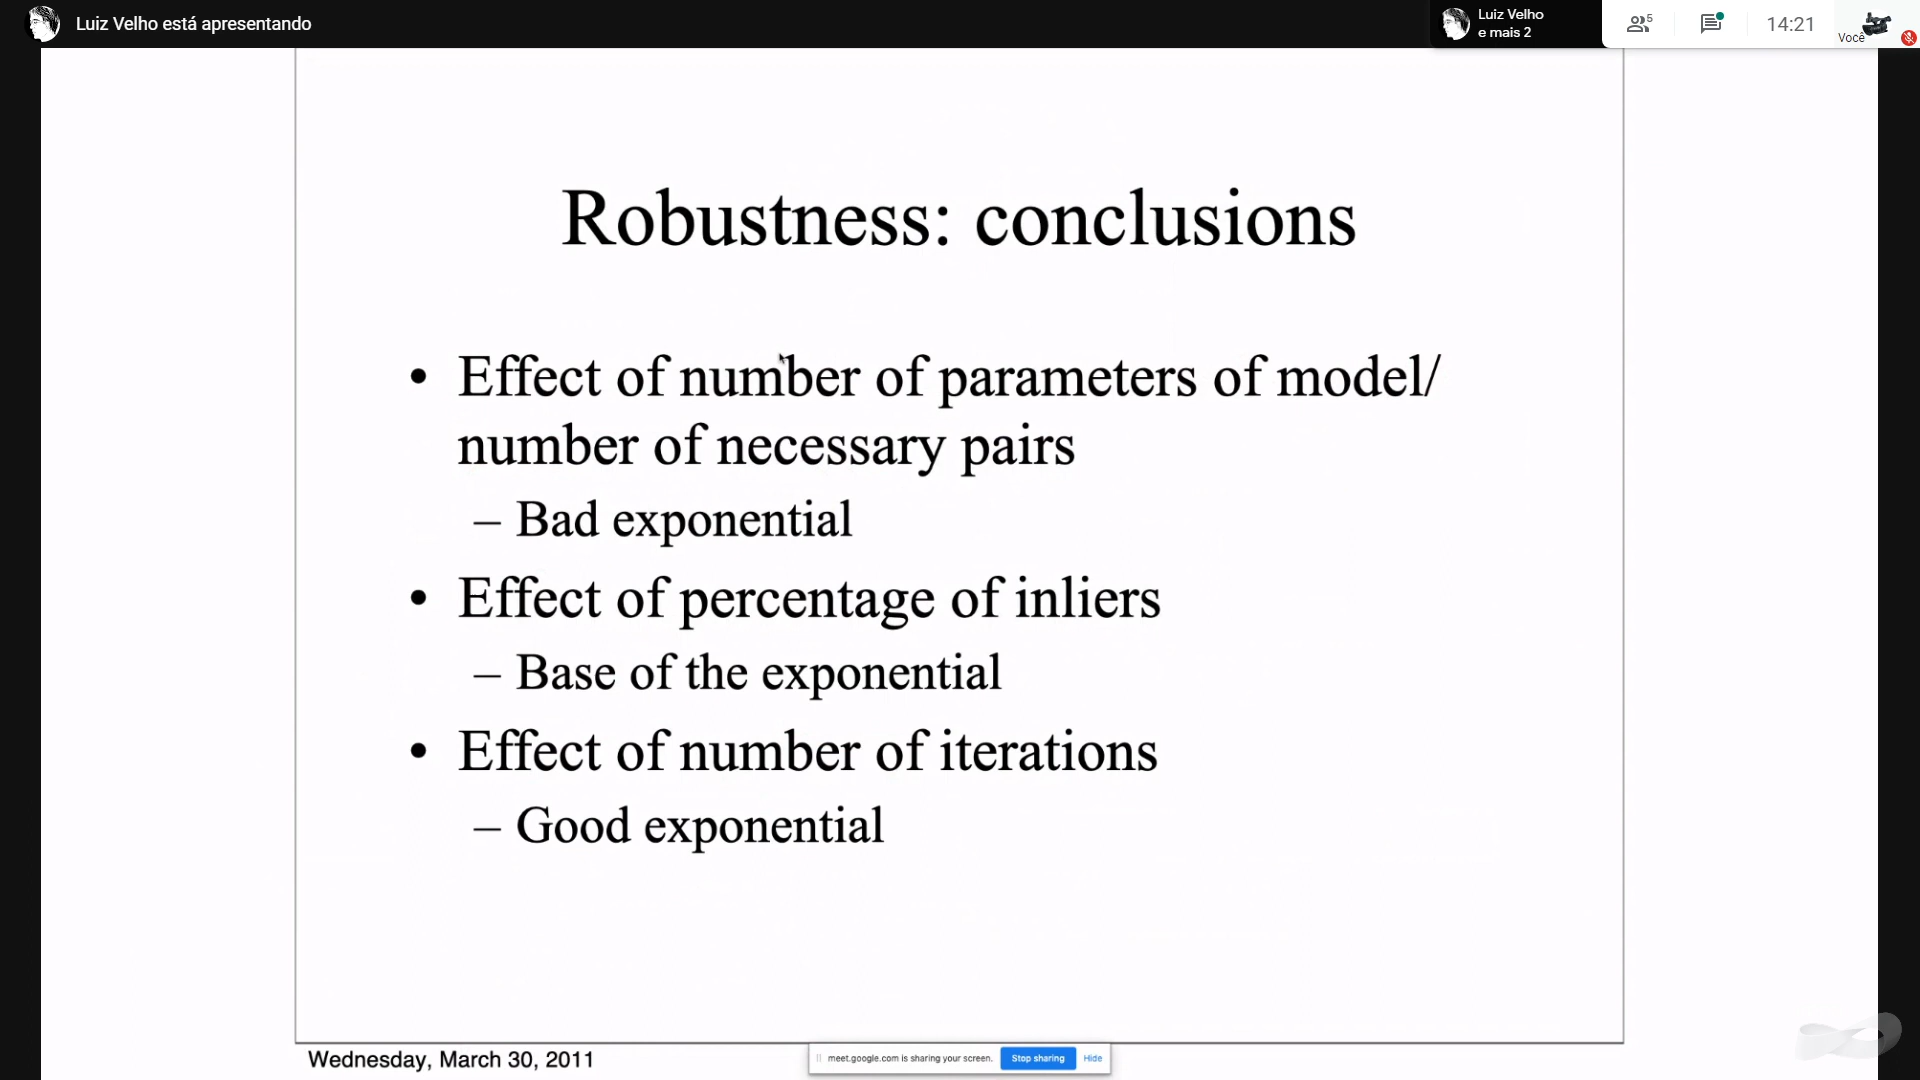 Luiz Velho está apresentando
Luiz Velho
e mais 2
5
14:21
Você
Robustness: conclusions
• Effect of number of parameters of model/
number of necessary pairs
– Bad exponential
• Effect of percentage of inliers
– Base of the exponential
• Effect of number of iterations
– Good exponential
Wednesday, March 30, 2011
meet.google.com is sharing your screen.
Stop sharing
Hide